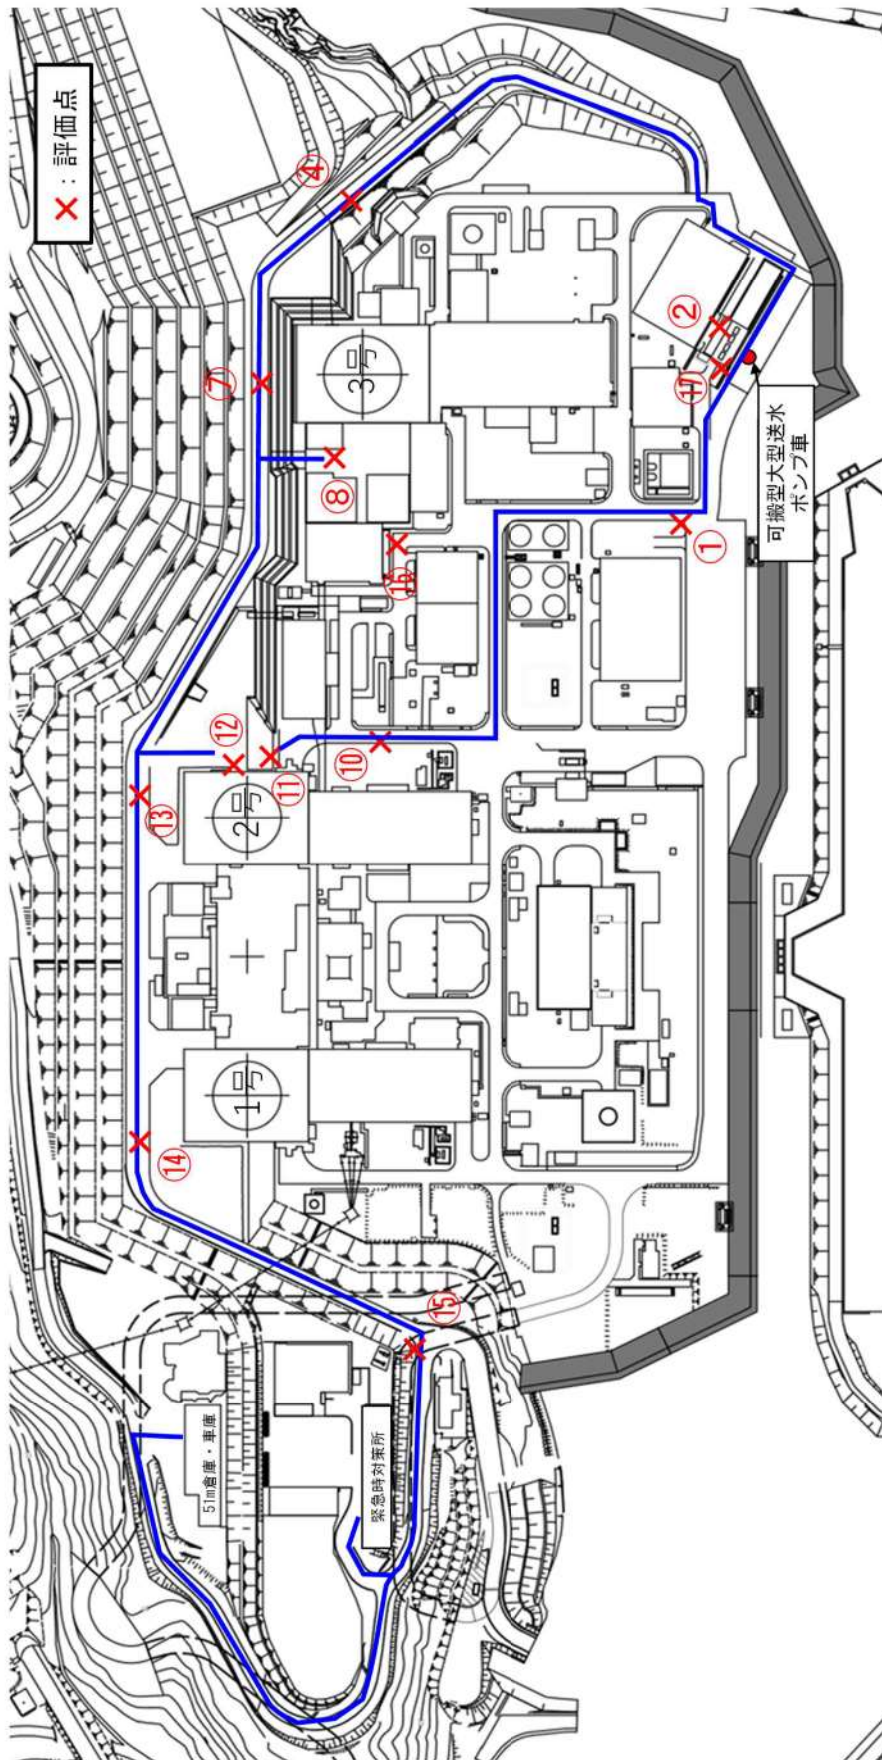 ×：評価点
⑭
⑬
51m倉庫・車庫
⑦
⑫
1号
2号
⑪
④
⑧
⑩
3号
緊急時対策所
⑯
⑮
②
⑰
①
可搬型大型送水
ポンプ車